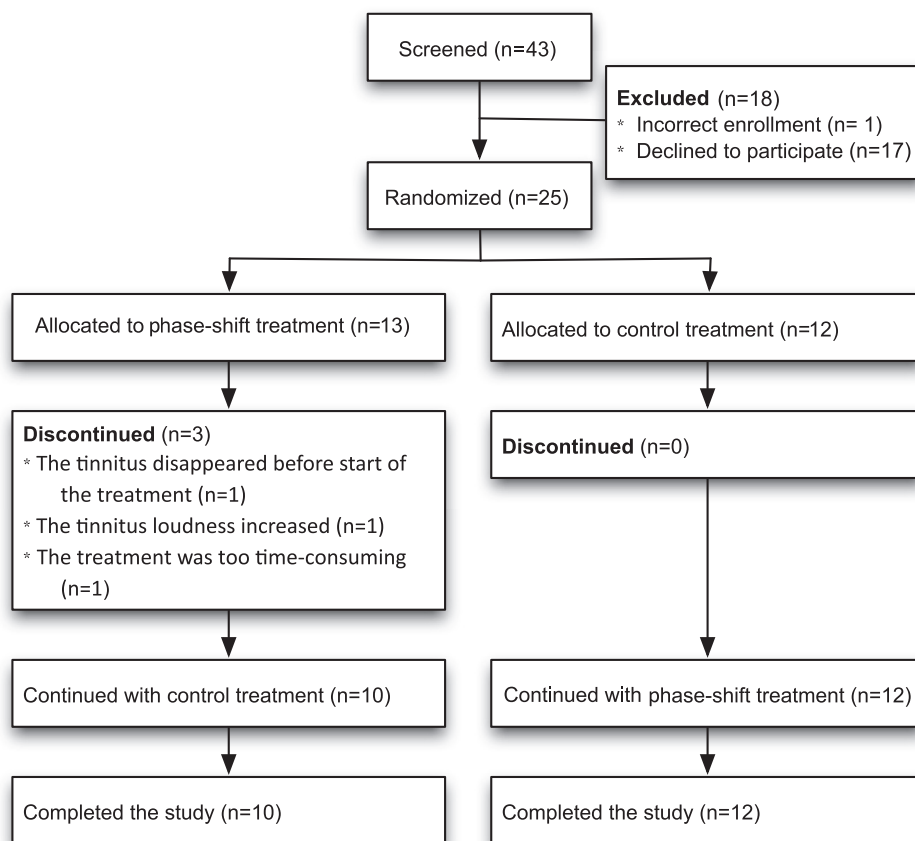 Screened (n=43)
Excluded (n=18)
* Incorrect enrollment (n= 1)
* Declined to participate (n=17)
Randomized (n=25)
Allocated to phase-shift treatment (n=13)
Allocated to control treatment (n=12)
Discontinued (n=3)
* The tinnitus disappeared before start of
the treatment (n=1)
* The tinnitus loudness increased (n=1)
* The treatment was too time-consuming
(n=1)
Discontinued (n=0)
Continued with control treatment (n=10)
Continued with phase-shift treatment (n=12)
Completed the study (n=10)
Completed the study (n=12)